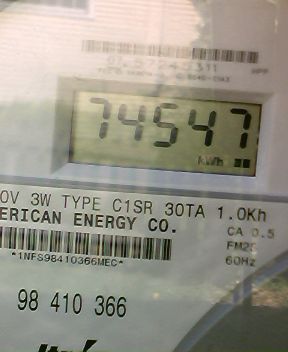 74547
kWh
0V 3W TYPE C1SR 30TA 1.0Kh
ERICAN ENERGY CO.
CA 0.5
*1NFS98410366MEC*
60Hz
98 410 366